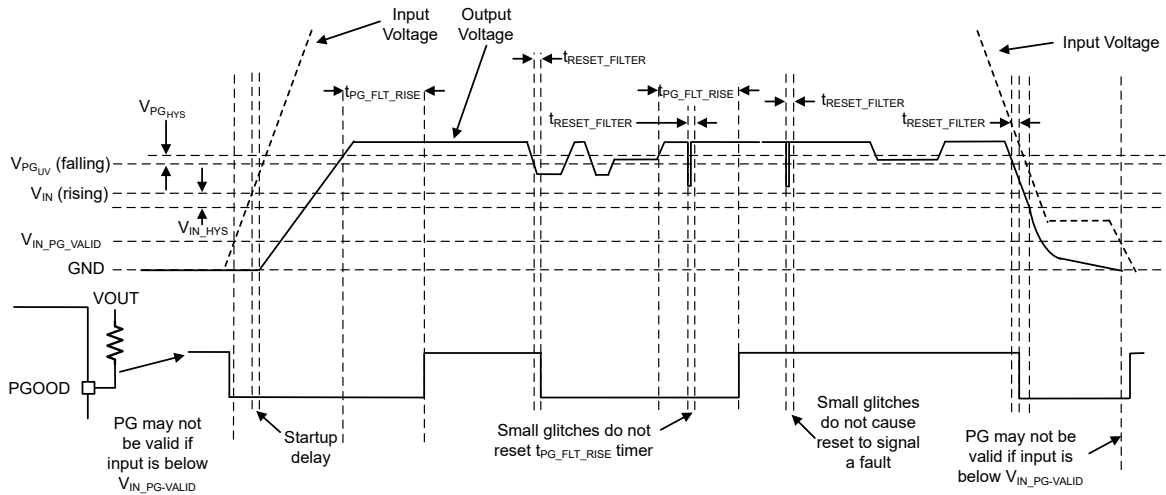 Input
Voltage
Output
Voltage
Input Voltage
tRESET_FILTER
tPG_FLT_RISE
tPG_FLT_RISE
tRESET_FILTER
tRESET_FILTER
tRESET_FILTER
VPGHYS
VPGUV (falling)
VIN (rising)
VIN_HYS
VIN_PG_VALID
GND
VOUT
PGOOD
PG may not
be valid if
input is below
VIN_PG-VALID
Startup
delay
Small glitches do not
reset tPG_FLT_RISE timer
Small glitches
do not cause
reset to signal
a fault
PG may not be
valid if input is
below VIN_PG-VALID